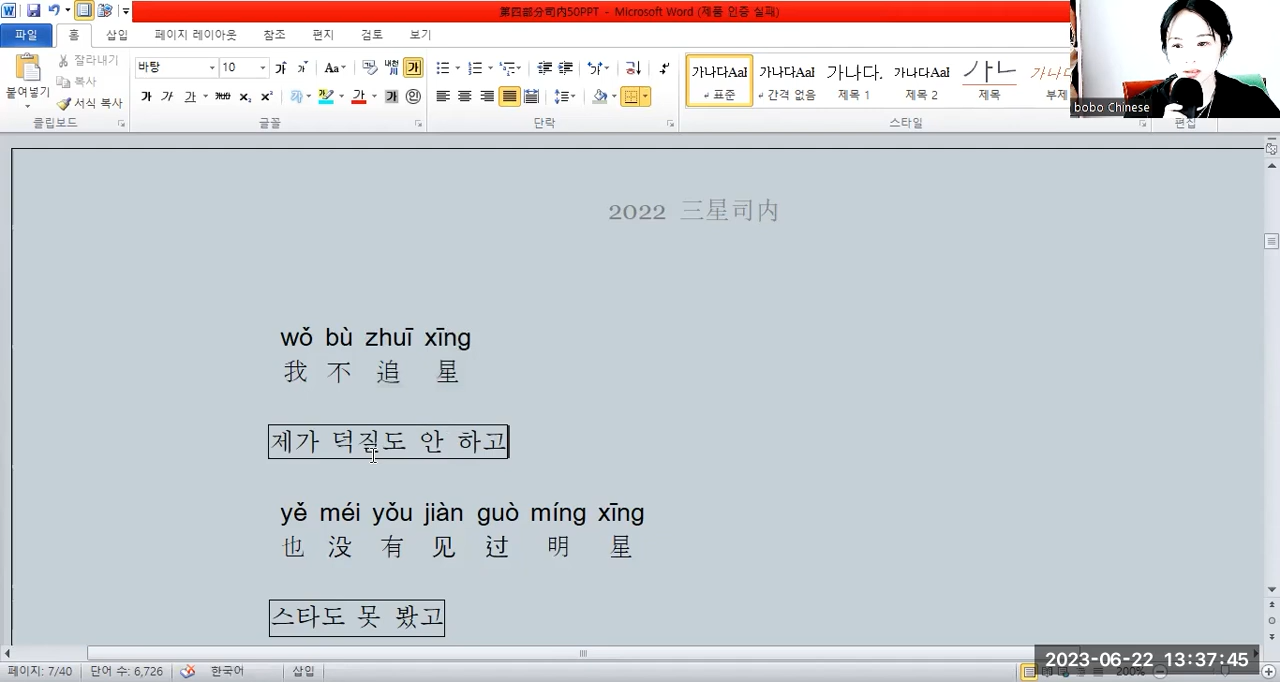 第四部分司内50PPT - Microsoft Word (제품 인증 실패)
파일 홈 삽입 페이지 레이아웃 참조 편지 검토 보기
붙여넣기 잘라내기
복사
서식 복사
바탕 10
가나다AaI 가나다AaI 가나다. 가나다AaI
표준 간격 없음 제목 1 제목 2 제목 부제
클립보드 글꼴 단락 스타일 편집
bobo Chinese
2022 三星司内
wǒ bù zhuī xīng
我 不 追 星
제가 덕질도 안 하고
yě méi yǒu jiàn guò míng xīng
也 没 有 见 过 明 星
스타도 못 봤고
페이지: 7/40 단어 수: 6,726 한국어 삽입 200%
2023-06-22 13:37:45